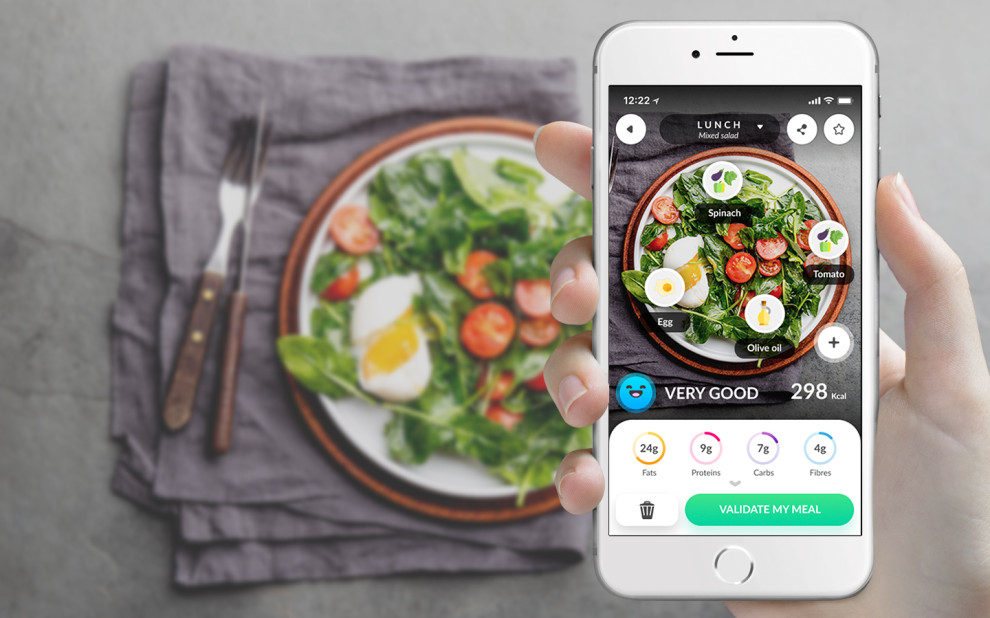 12:22
LUNCH
Mixed salad
Spinach
Tomato
Egg
Olive oil
VERY GOOD
298 Kcal
24g
9g
7g
4g
Fats
Proteins
Carbs
Fibres
VALIDATE MY MEAL